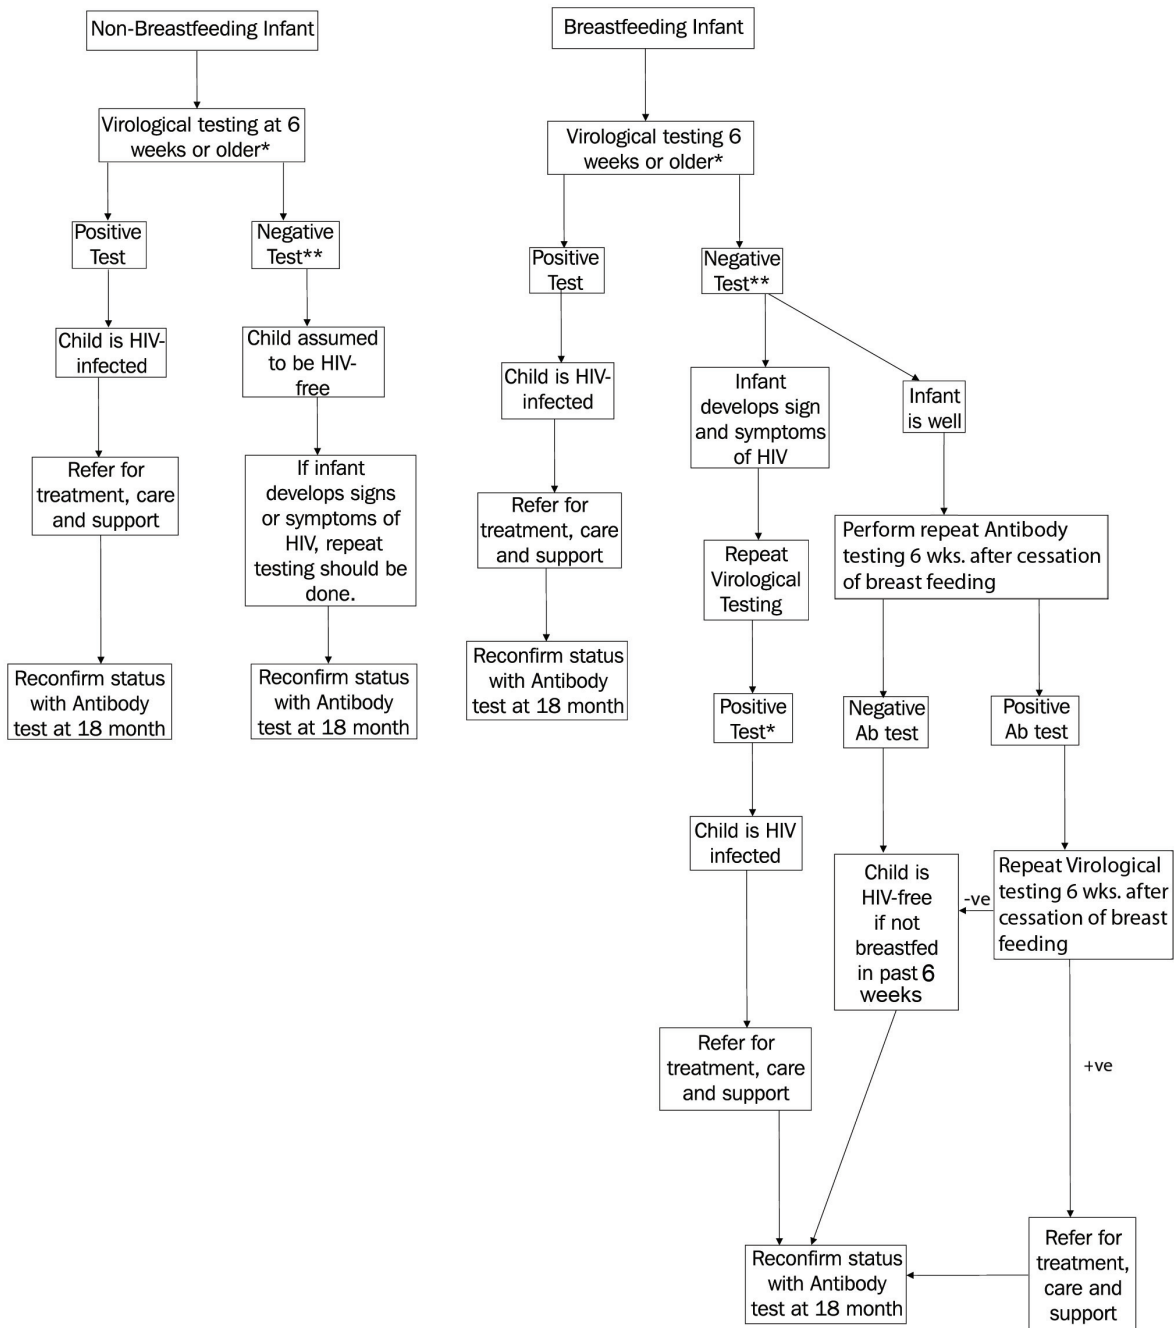 Non-Breastfeeding Infant
Virological testing at 6
weeks or older*
Positive
Test
Negative
Test**
Child is HIV-
infected
Child assumed
to be HIV-
free
Refer for
treatment, care
and support
If infant
develops signs
or symptoms of
HIV, repeat
testing should be
done.
Reconfirm status
with Antibody
test at 18 month
Reconfirm status
with Antibody
test at 18 month
Breastfeeding Infant
Virological testing 6
weeks or older*
Positive
Test
Negative
Test**
Child is HIV-
infected
Refer for
treatment, care
and support
Reconfirm status
with Antibody
test at 18 month
Infant
develops sign
and symptoms
of HIV
Infant
is well
Repeat
Virological
Testing
Perform repeat Antibody
testing 6 wks. after cessation
of breast feeding
Positive
Test*
Negative
Ab test
Positive
Ab test
Child is HIV
infected
Child is
HIV-free
if not
breastfed
in past 6
weeks
-ve
Repeat Virological
testing 6 wks. after
cessation of breast
feeding
Refer for
treatment, care
and support
+ve
Reconfirm status
with Antibody
test at 18 month
Refer for
treatment,
care and
support